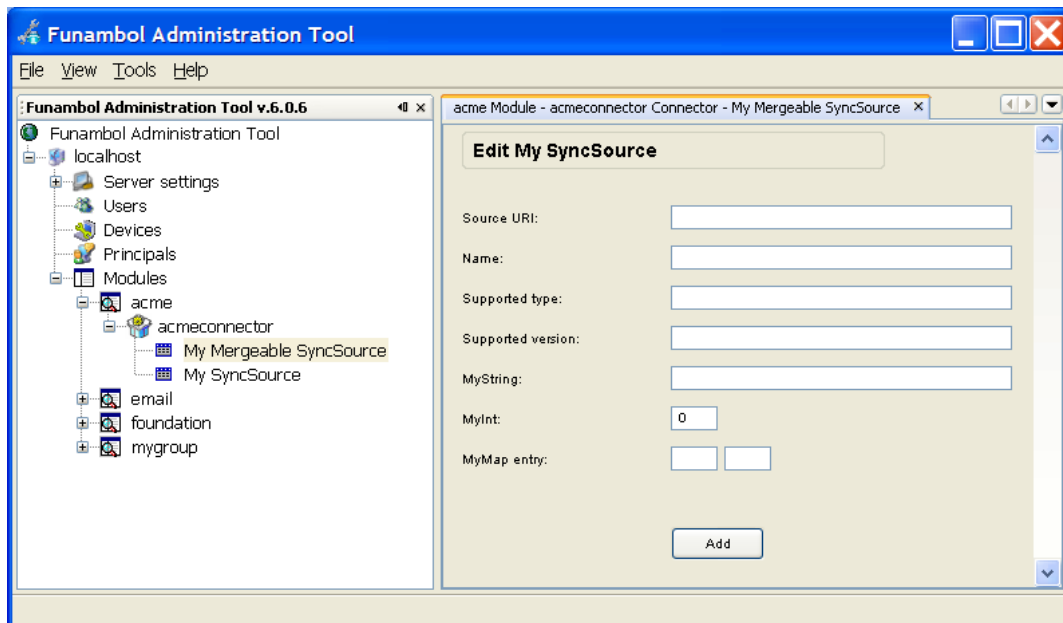 Funambol Administration Tool
File View Tools Help
Funambol Administration Tool v.6.0.6
Funambol Administration Tool
localhost
Server settings
Users
Devices
Principals
Modules
acme
acmeconnector
My Mergeable SyncSource
My SyncSource
email
foundation
mygroup
acme Module - acmeconnector Connector - My Mergeable SyncSource
Edit My SyncSource
Source URI:
Name:
Supported type:
Supported version:
MyString:
MyInt: 0
MyMap entry:
Add